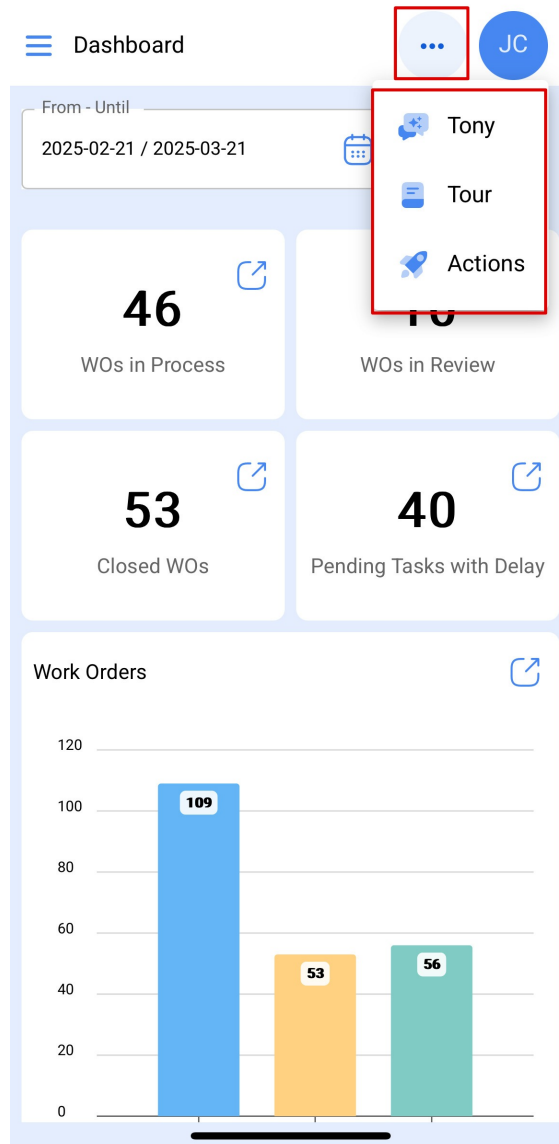 Dashboard
JC
From - Until
2025-02-21 / 2025-03-21
Tony
Tour
Actions
46
WOs in Process
WOs in Review
53
Closed WOs
40
Pending Tasks with Delay
Work Orders
120
100
80
60
40
20
0
109
53
56